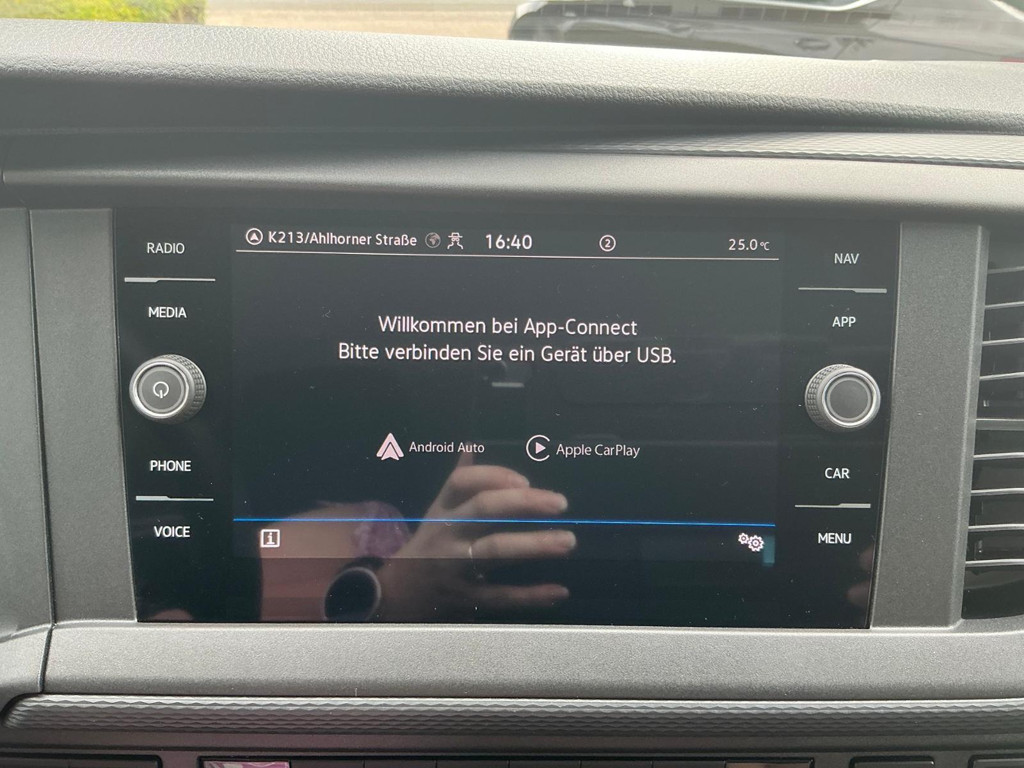 RADIO
MEDIA
PHONE
VOICE
K213/Ahlhorner Straße 16:40 2 25.0 °C
Willkommen bei App-Connect
Bitte verbinden Sie ein Gerät über USB.
Android Auto Apple CarPlay
i
NAV
APP
CAR
MENU